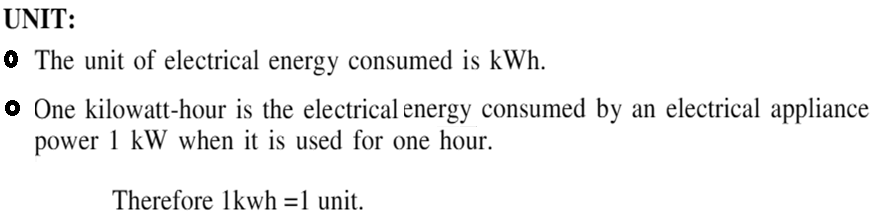 UNIT:
The unit of electrical energy consumed is kWh.
One kilowatt-hour is the electrical energy consumed by an electrical appliance
power 1 kW when it is used for one hour.
Therefore 1kwh =1 unit.